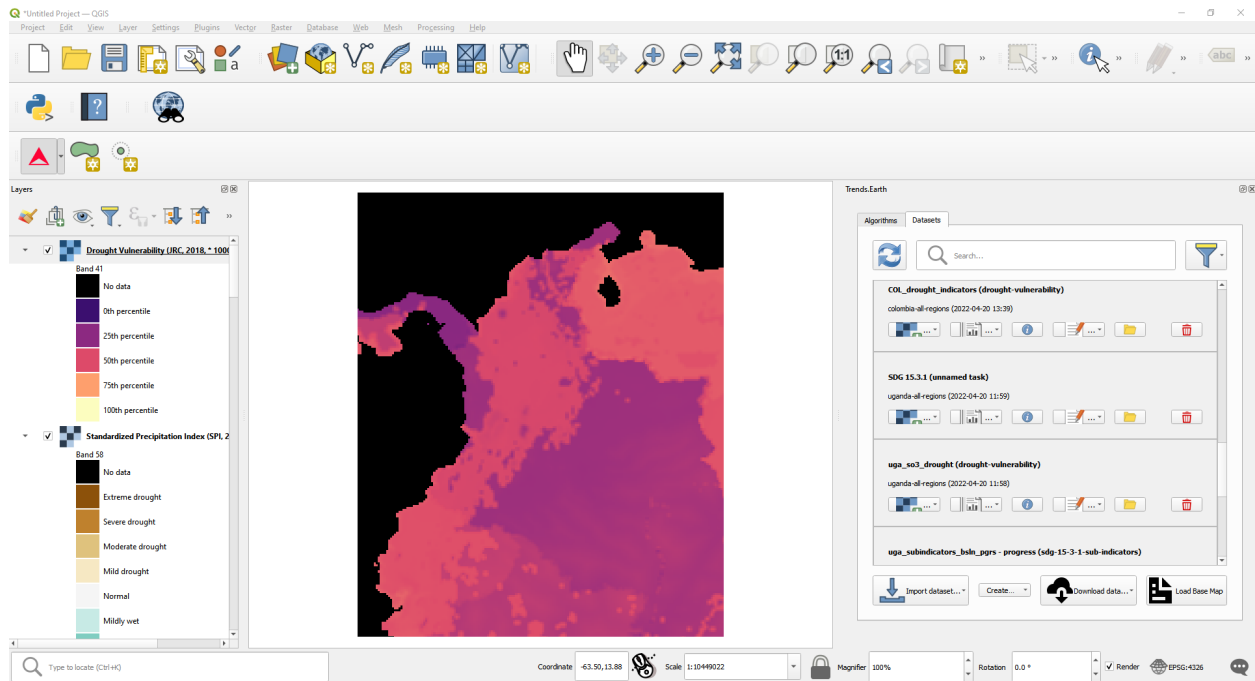 *Untitled Project — QGIS
Project Edit View Layer Settings Plugins Vector Raster Database Web Mesh Processing Help
a 1:1 » » » abc »
?
Layers
»
Drought Vulnerability (JRC, 2018, * 1000
Band 41
No data
0th percentile
25th percentile
50th percentile
75th percentile
100th percentile
Standardized Precipitation Index (SPI, 2
Band 58
No data
Extreme drought
Severe drought
Moderate drought
Mild drought
Normal
Mildly wet
Trends.Earth
Algorithms Datasets
Search...
COL_drought_indicators (drought-vulnerability)
colombia-all-regions (2022-04-20 13:39)
... ... ...
SDG 15.3.1 (unnamed task)
uganda-all-regions (2022-04-20 11:59)
... ... ...
uga_so3_drought (drought-vulnerability)
uganda-all-regions (2022-04-20 11:58)
... ... ...
uga_subindicators_bsln_pgrs - progress (sdg-15-3-1-sub-indicators)
Import dataset... Create... Download data... Load Base Map
Type to locate (Ctrl+K) Coordinate -63.50,13.88 Scale 1:10449022 Magnifier 100% Rotation 0.0 ° Render EPSG:4326